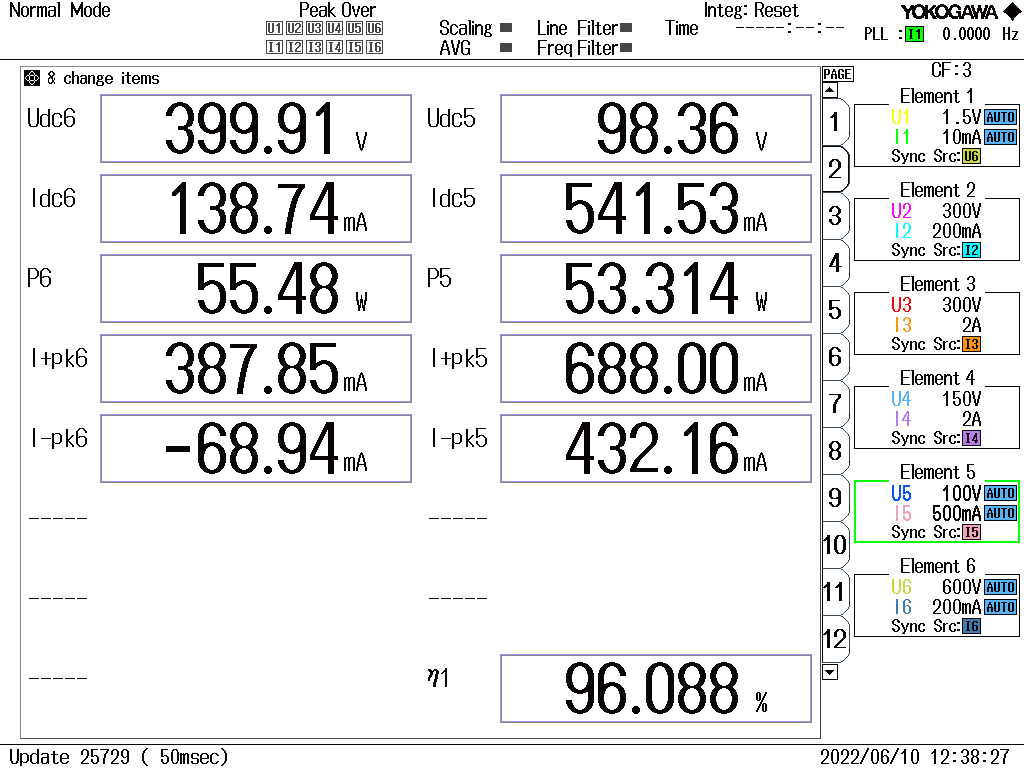 Normal Mode
Peak Over
U1 U2 U3 U4 U5 U6
I1 I2 I3 I4 I5 I6
Scaling
AVG
Line Filter
Freq Filter
Integ: Reset
Time -----:--:--
YOKOGAWA
PLL :I1 0.0000 Hz
8 change items
Udc6 399.91 V
Udc5 98.36 V
Idc6 138.74 mA
Idc5 541.53 mA
P6 55.48 W
P5 53.314 W
I+pk6 387.85 mA
I+pk5 688.00 mA
I-pk6 -68.94 mA
I-pk5 432.16 mA
------ ------
------ ------
------
η1 96.088 %
PAGE
1
2
3
4
5
6
7
8
9
10
11
12
CF:3
Element 1
U1 1.5V AUTO
I1 10mA AUTO
Sync Src:U6
Element 2
U2 300V
I2 200mA
Sync Src:I2
Element 3
U3 300V
I3 2A
Sync Src:I3
Element 4
U4 150V
I4 2A
Sync Src:I4
Element 5
U5 100V AUTO
I5 500mA AUTO
Sync Src:I5
Element 6
U6 600V AUTO
I6 200mA AUTO
Sync Src:I6
Update 25729 ( 50msec)
2022/06/10 12:38:27